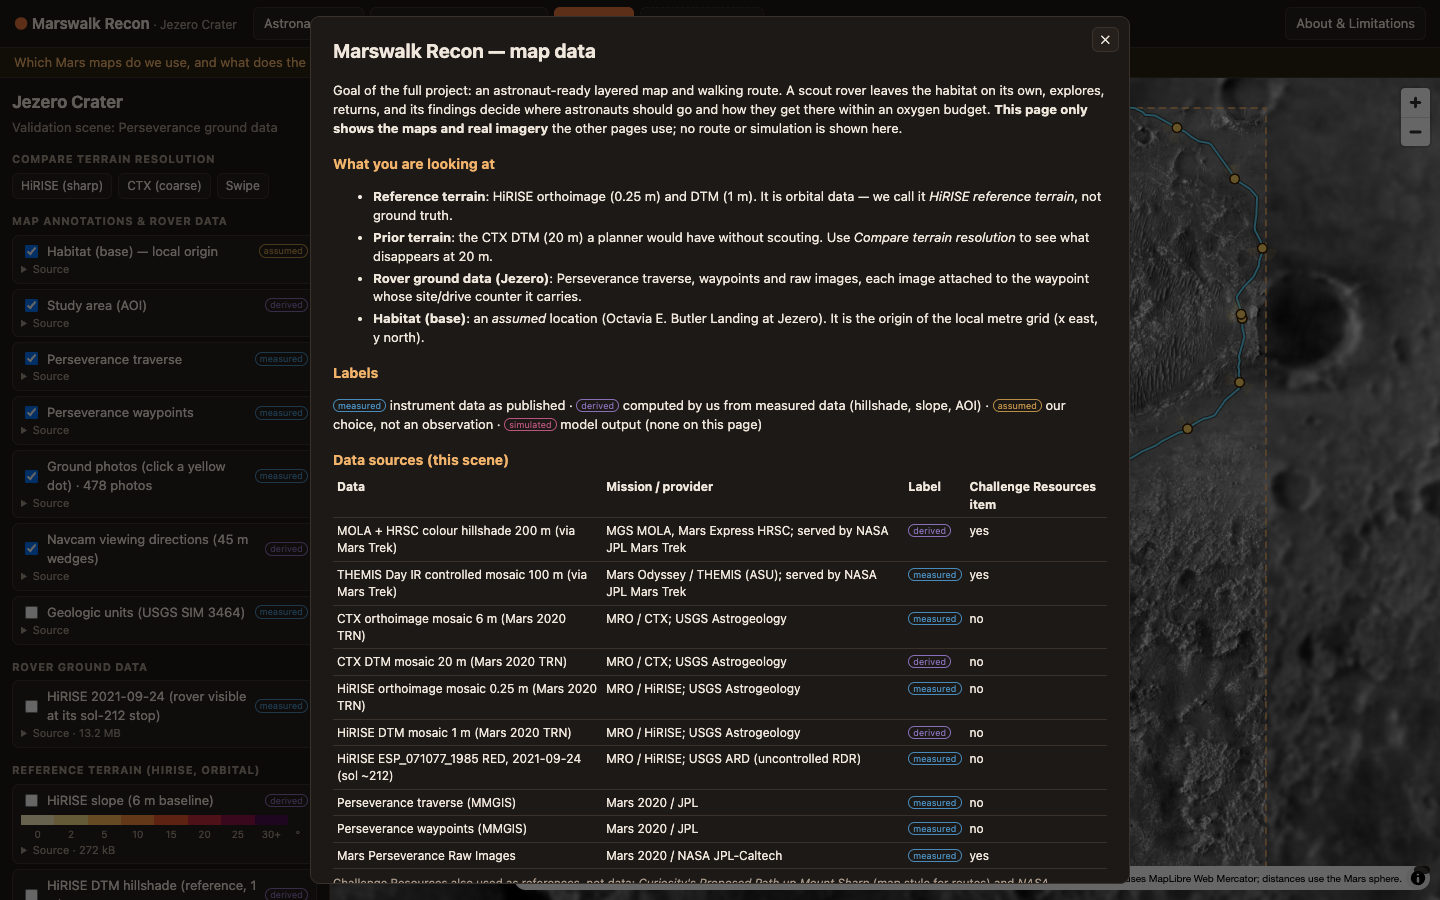 Marswalk Recon · Jezero Crater
Astrona
About & Limitations
Which Mars maps do we use, and what does the
Jezero Crater
Validation scene: Perseverance ground data
COMPARE TERRAIN RESOLUTION
HiRISE (sharp)
CTX (coarse)
Swipe
MAP ANNOTATIONS & ROVER DATA
Habitat (base) — local origin
assumed
▶ Source
Study area (AOI)
derived
▶ Source
Perseverance traverse
measured
▶ Source
Perseverance waypoints
measured
▶ Source
Ground photos (click a yellow
dot) · 478 photos
measured
▶ Source
Navcam viewing directions (45 m
wedges)
derived
▶ Source
Geologic units (USGS SIM 3464)
measured
▶ Source
ROVER GROUND DATA
HiRISE 2021-09-24 (rover visible
at its sol-212 stop)
measured
▶ Source · 13.2 MB
REFERENCE TERRAIN (HIRISE, ORBITAL)
HiRISE slope (6 m baseline)
derived
0 2 5 10 15 20 25 30+ °
▶ Source · 272 kB
HiRISE DTM hillshade (reference, 1
derived
Marswalk Recon — map data
×
Goal of the full project: an astronaut-ready layered map and walking route. A scout rover leaves the habitat on its own, explores,
returns, and its findings decide where astronauts should go and how they get there within an oxygen budget. This page only
shows the maps and real imagery the other pages use; no route or simulation is shown here.
What you are looking at
• Reference terrain: HiRISE orthoimage (0.25 m) and DTM (1 m). It is orbital data — we call it HiRISE reference terrain, not
ground truth.
• Prior terrain: the CTX DTM (20 m) a planner would have without scouting. Use Compare terrain resolution to see what
disappears at 20 m.
• Rover ground data (Jezero): Perseverance traverse, waypoints and raw images, each image attached to the waypoint
whose site/drive counter it carries.
• Habitat (base): an assumed location (Octavia E. Butler Landing at Jezero). It is the origin of the local metre grid (x east,
y north).
Labels
measured instrument data as published · derived computed by us from measured data (hillshade, slope, AOI) · assumed our
choice, not an observation · simulated model output (none on this page)
Data sources (this scene)
Data Mission / provider Label Challenge Resources
item
MOLA + HRSC colour hillshade 200 m (via
Mars Trek)
MGS MOLA, Mars Express HRSC; served by NASA
JPL Mars Trek
derived yes
THEMIS Day IR controlled mosaic 100 m (via
Mars Trek)
Mars Odyssey / THEMIS (ASU); served by NASA
JPL Mars Trek
measured yes
CTX orthoimage mosaic 6 m (Mars 2020
TRN)
MRO / CTX; USGS Astrogeology
measured no
CTX DTM mosaic 20 m (Mars 2020 TRN) MRO / CTX; USGS Astrogeology derived no
HiRISE orthoimage mosaic 0.25 m (Mars 2020
TRN)
MRO / HiRISE; USGS Astrogeology
measured no
HiRISE DTM mosaic 1 m (Mars 2020 TRN) MRO / HiRISE; USGS Astrogeology derived no
HiRISE ESP_071077_1985 RED, 2021-09-24
(sol ~212)
MRO / HiRISE; USGS ARD (uncontrolled RDR)
measured no
Perseverance traverse (MMGIS) Mars 2020 / JPL measured no
Perseverance waypoints (MMGIS) Mars 2020 / JPL measured no
Mars Perseverance Raw Images Mars 2020 / NASA JPL-Caltech measured yes
Challenge Resources also used as references, not data: Curiosity's Proposed Path up Mount Sharp (map style for routes) and NASA
+
−
uses MapLibre Web Mercator; distances use the Mars sphere.